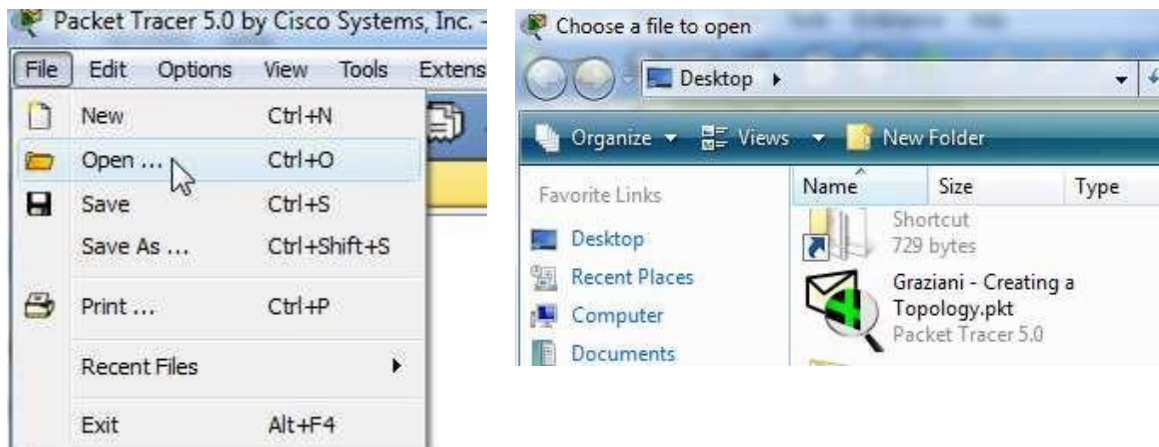 Packet Tracer 5.0 by Cisco Systems, Inc. -
File Edit Options View Tools Extens
New Ctrl+N
Open ... Ctrl+O
Save Ctrl+S
Save As ... Ctrl+Shift+S
Print ... Ctrl+P
Recent Files
Exit Alt+F4
Choose a file to open
Desktop
Organize Views New Folder
Favorite Links
Desktop
Recent Places
Computer
Documents
Name Size Type
Shortcut
729 bytes
Graziani - Creating a
Topology.pkt
Packet Tracer 5.0